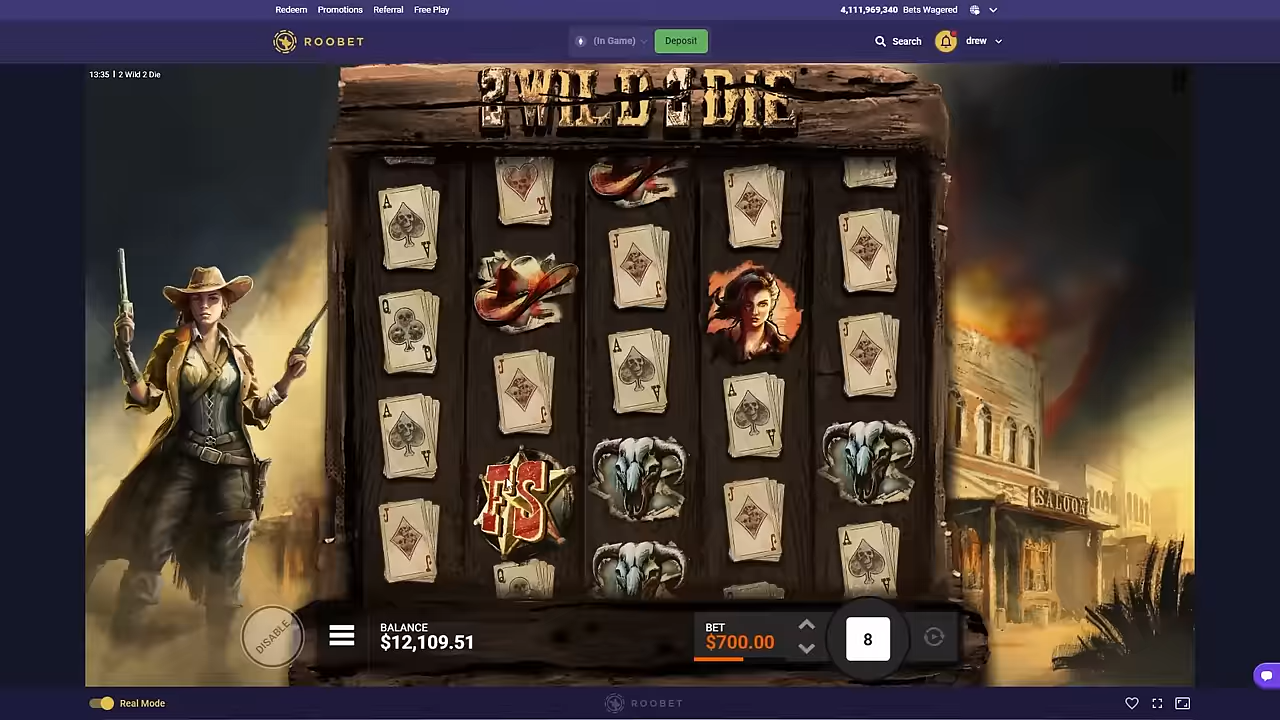 Redeem Promotions Referral Free Play
4,111,969,340 Bets Wagered
ROOBET
(In Game)
Deposit
Search
drew
13:35 | 2 Wild 2 Die
2 WILD 2 DIE
K
A
A
K
J
J
J
J
J
J
Q
Q
J
J
A
A
J
J
A
A
A
A
FS
J
J
SALOON
J
J
Q
A
A
DISABLE
BALANCE
$12,109.51
BET
$700.00
8
Real Mode
ROOBET